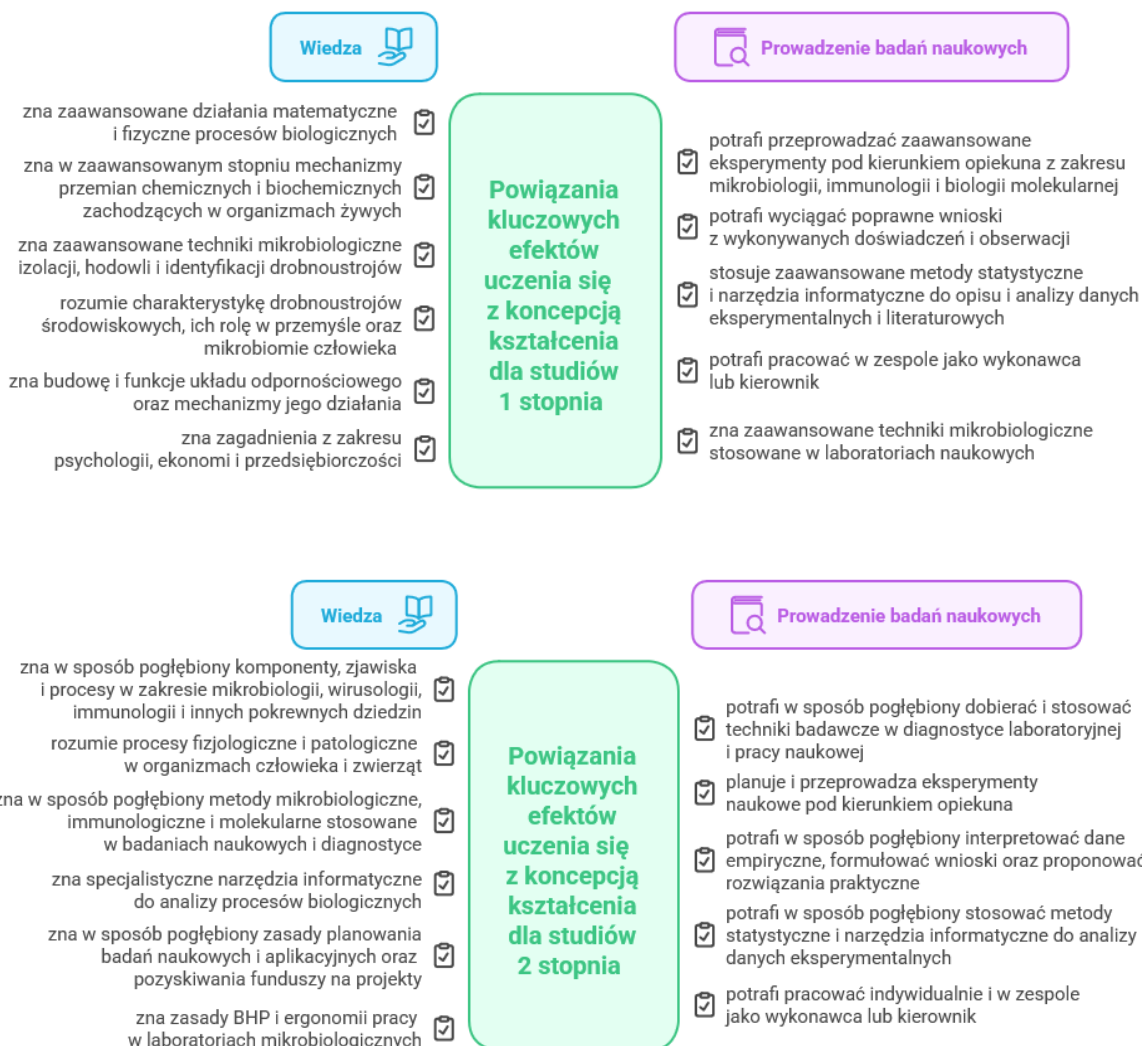 Wiedza
zna zaawansowane działania matematyczne
i fizyczne procesów biologicznych
zna w zaawansowanym stopniu mechanizmy
przemian chemicznych i biochemicznych
zachodzących w organizmach żywych
zna zaawansowane techniki mikrobiologiczne
izolacji, hodowli i identyfikacji drobnoustrojów
rozumie charakterystykę drobnoustrojów
środowiskowych, ich rolę w przemyśle oraz
mikrobiomie człowieka
zna budowę i funkcje układu odpornościowego
oraz mechanizmy jego działania
zna zagadnienia z zakresu
psychologii, ekonomi i przedsiębiorczości
Powiązania
kluczowych
efektów
uczenia się
z koncepcją
kształcenia
dla studiów
1 stopnia
Prowadzenie badań naukowych
potrafi przeprowadzać zaawansowane
eksperymenty pod kierunkiem opiekuna z zakresu
mikrobiologii, immunologii i biologii molekularnej
potrafi wyciągać poprawne wnioski
z wykonywanych doświadczeń i obserwacji
stosuje zaawansowane metody statystyczne
i narzędzia informatyczne do opisu i analizy danych
eksperymentalnych i literaturowych
potrafi pracować w zespole jako wykonawca
lub kierownik
zna zaawansowane techniki mikrobiologiczne
stosowane w laboratoriach naukowych
Wiedza
zna w sposób pogłębiony komponenty, zjawiska
i procesy w zakresie mikrobiologii, wirusologii,
immunologii i innych pokrewnych dziedzin
rozumie procesy fizjologiczne i patologiczne
w organizmach człowieka i zwierząt
zna w sposób pogłębiony metody mikrobiologiczne,
immunologiczne i molekularne stosowane
w badaniach naukowych i diagnostyce
zna specjalistyczne narzędzia informatyczne
do analizy procesów biologicznych
zna w sposób pogłębiony zasady planowania
badań naukowych i aplikacyjnych oraz
pozyskiwania funduszy na projekty
zna zasady BHP i ergonomii pracy
w laboratoriach mikrobiologicznych
Powiązania
kluczowych
efektów
uczenia się
z koncepcją
kształcenia
dla studiów
2 stopnia
Prowadzenie badań naukowych
potrafi w sposób pogłębiony dobierać i stosować
techniki badawcze w diagnostyce laboratoryjnej
i pracy naukowej
planuje i przeprowadza eksperymenty
naukowe pod kierunkiem opiekuna
potrafi w sposób pogłębiony interpretować dane
empiryczne, formułować wnioski oraz proponować
rozwiązania praktyczne
potrafi w sposób pogłębiony stosować metody
statystyczne i narzędzia informatyczne do analizy
danych eksperymentalnych
potrafi pracować indywidualnie i w zespole
jako wykonawca lub kierownik